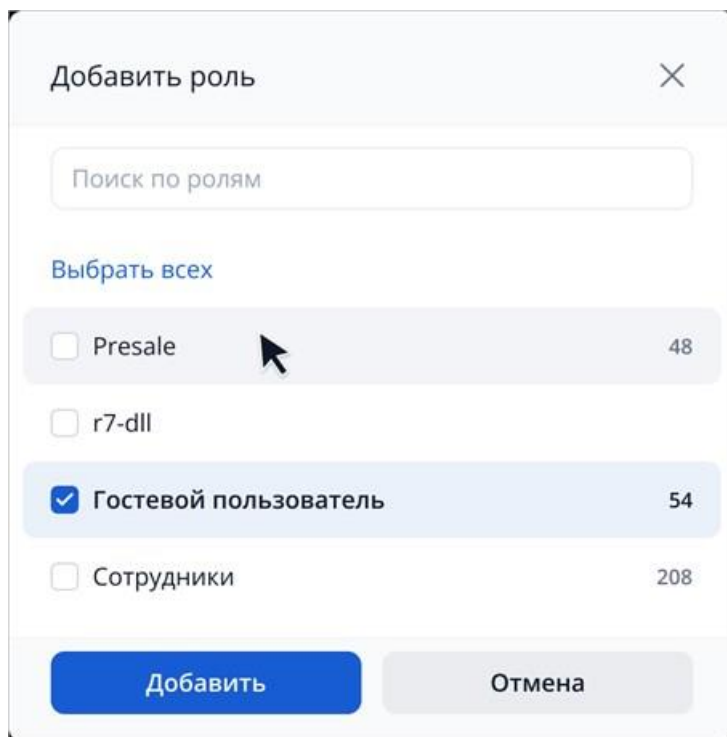 Добавить роль
Поиск по ролям
Выбрать всех
Presale 48
r7-dll
Гостевой пользователь 54
Сотрудники 208
Добавить Отмена